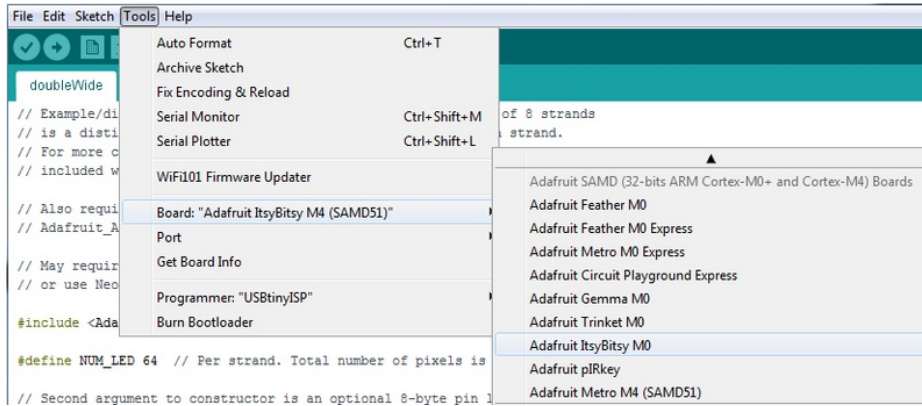 File Edit Sketch Tools Help
Auto Format Ctrl+T
Archive Sketch
Fix Encoding & Reload
Serial Monitor Ctrl+Shift+M
Serial Plotter Ctrl+Shift+L
WiFi101 Firmware Updater
Board: "Adafruit ItsyBitsy M4 (SAMD51)"
Port
Get Board Info
Programmer: "USBtinyISP"
Burn Bootloader
Adafruit SAMD (32-bits ARM Cortex-M0+ and Cortex-M4) Boards
Adafruit Feather M0
Adafruit Feather M0 Express
Adafruit Metro M0 Express
Adafruit Circuit Playground Express
Adafruit Gemma M0
Adafruit Trinket M0
Adafruit ItsyBitsy M0
Adafruit pIRkey
Adafruit Metro M4 (SAMD51)
doubleWide
// Example/di of 8 strands
// is a disti strand.
// For more c
// included w
// Also requi
// Adafruit_A
// May requir
// or use Neo
#include <Ada
#define NUM_LED 64 // Per strand. Total number of pixels is
// Second argument to constructor is an optional 8-byte pin l